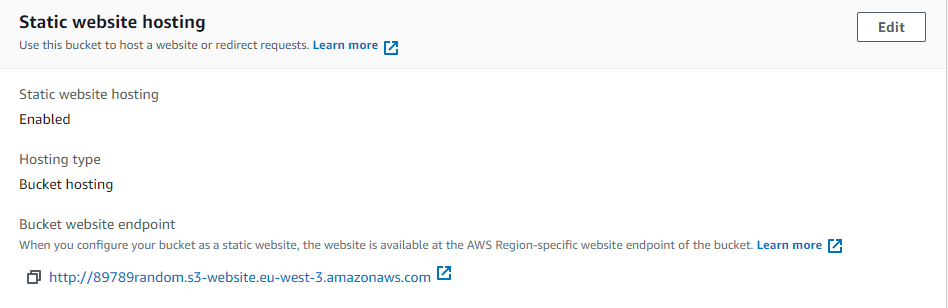 Static website hosting
Edit
Use this bucket to host a website or redirect requests. Learn more
Static website hosting
Enabled
Hosting type
Bucket hosting
Bucket website endpoint
When you configure your bucket as a static website, the website is available at the AWS Region-specific website endpoint of the bucket. Learn more
http://89789random.s3-website.eu-west-3.amazonaws.com